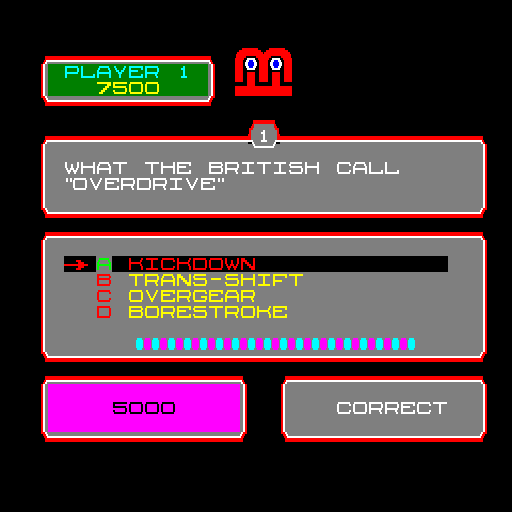 PLAYER 1
7500
1
WHAT THE BRITISH CALL
"OVERDRIVE"
A KICKDOWN
B TRANS-SHIFT
C OVERGEAR
D BORESTROKE
5000
CORRECT